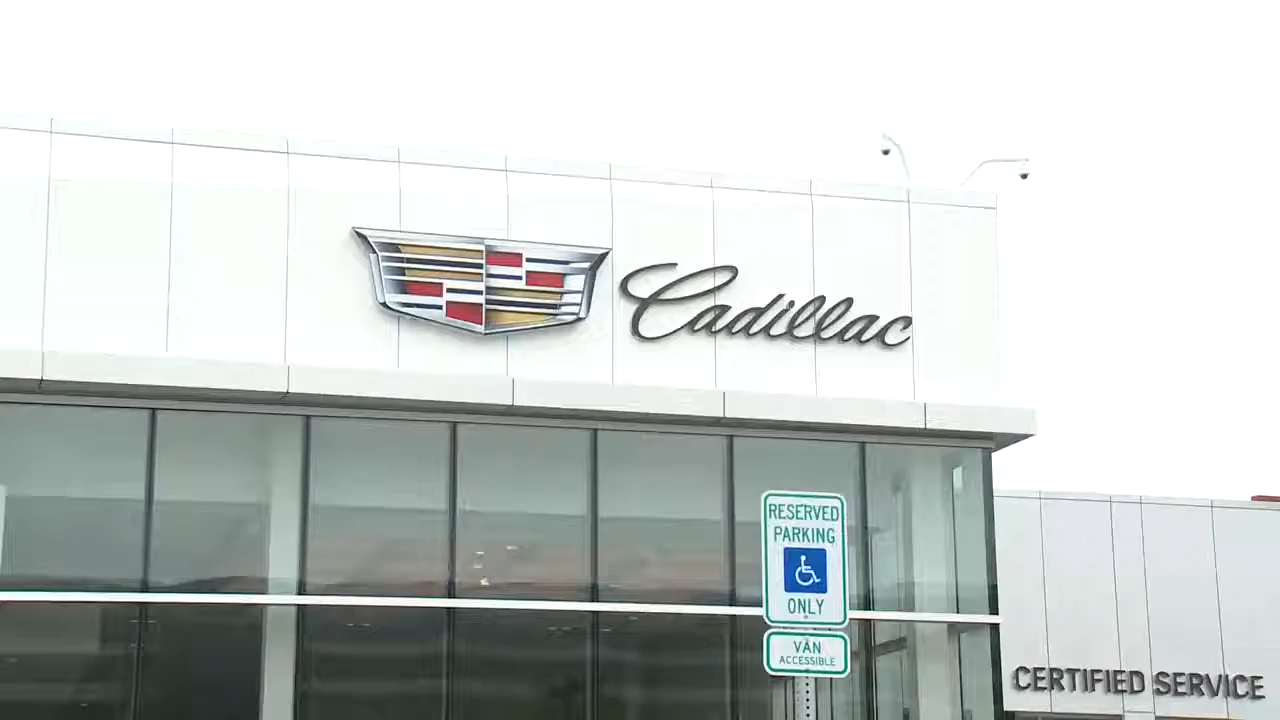 Cadillac
RESERVED
PARKING
ONLY
VAN
ACCESSIBLE
CERTIFIED SERVICE